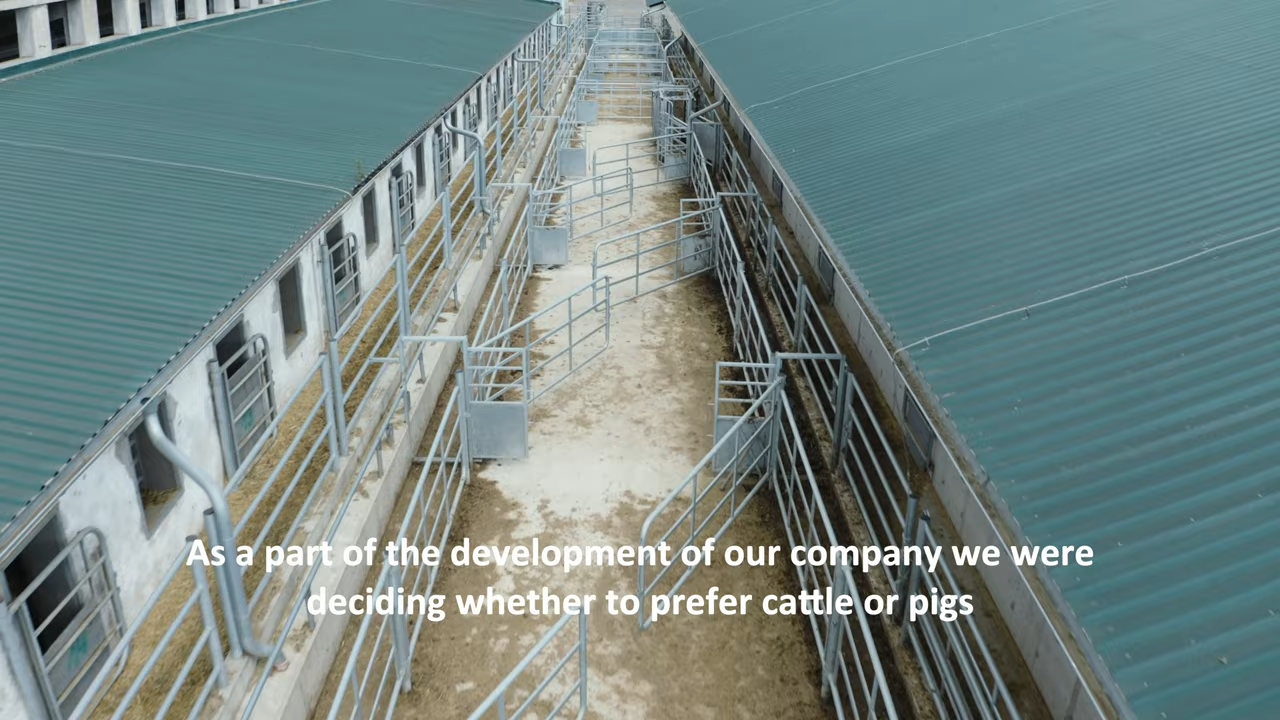 As a part of the development of our company we were
deciding whether to prefer cattle or pigs